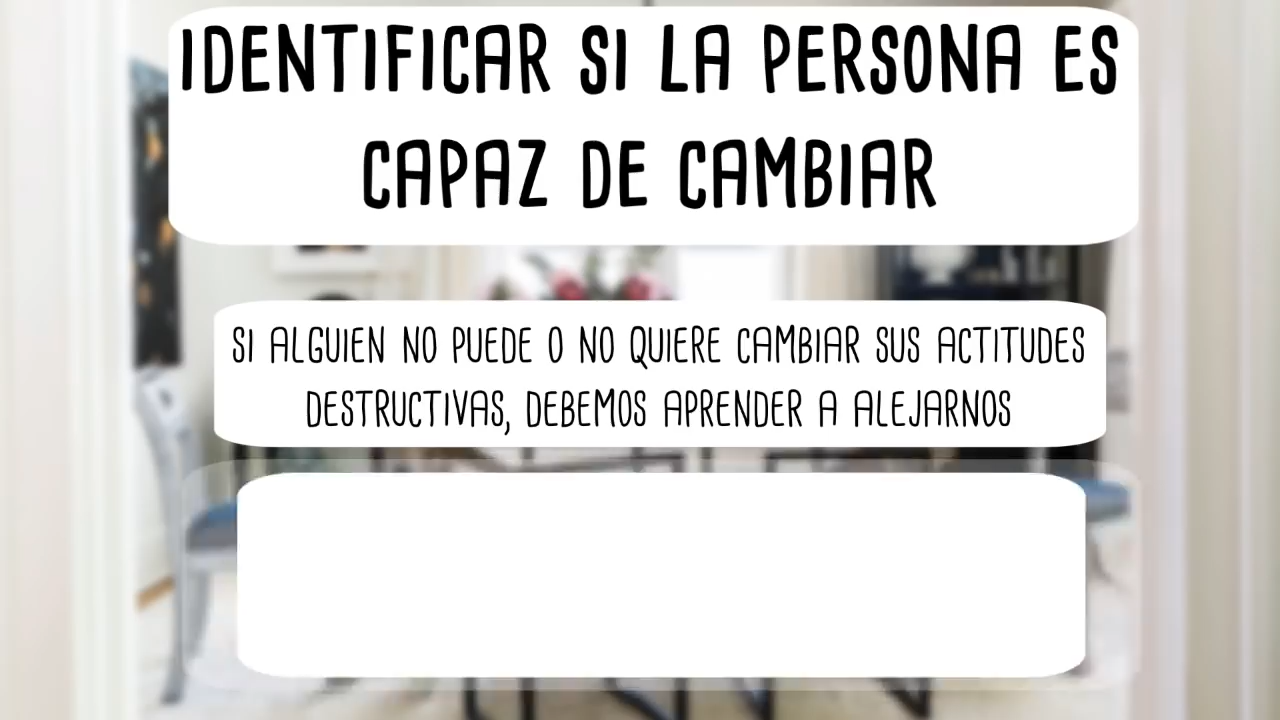 IDENTIFICAR SI LA PERSONA ES
CAPAZ DE CAMBIAR
SI ALGUIEN NO PUEDE O NO QUIERE CAMBIAR SUS ACTITUDES
DESTRUCTIVAS, DEBEMOS APRENDER A ALEJARNOS